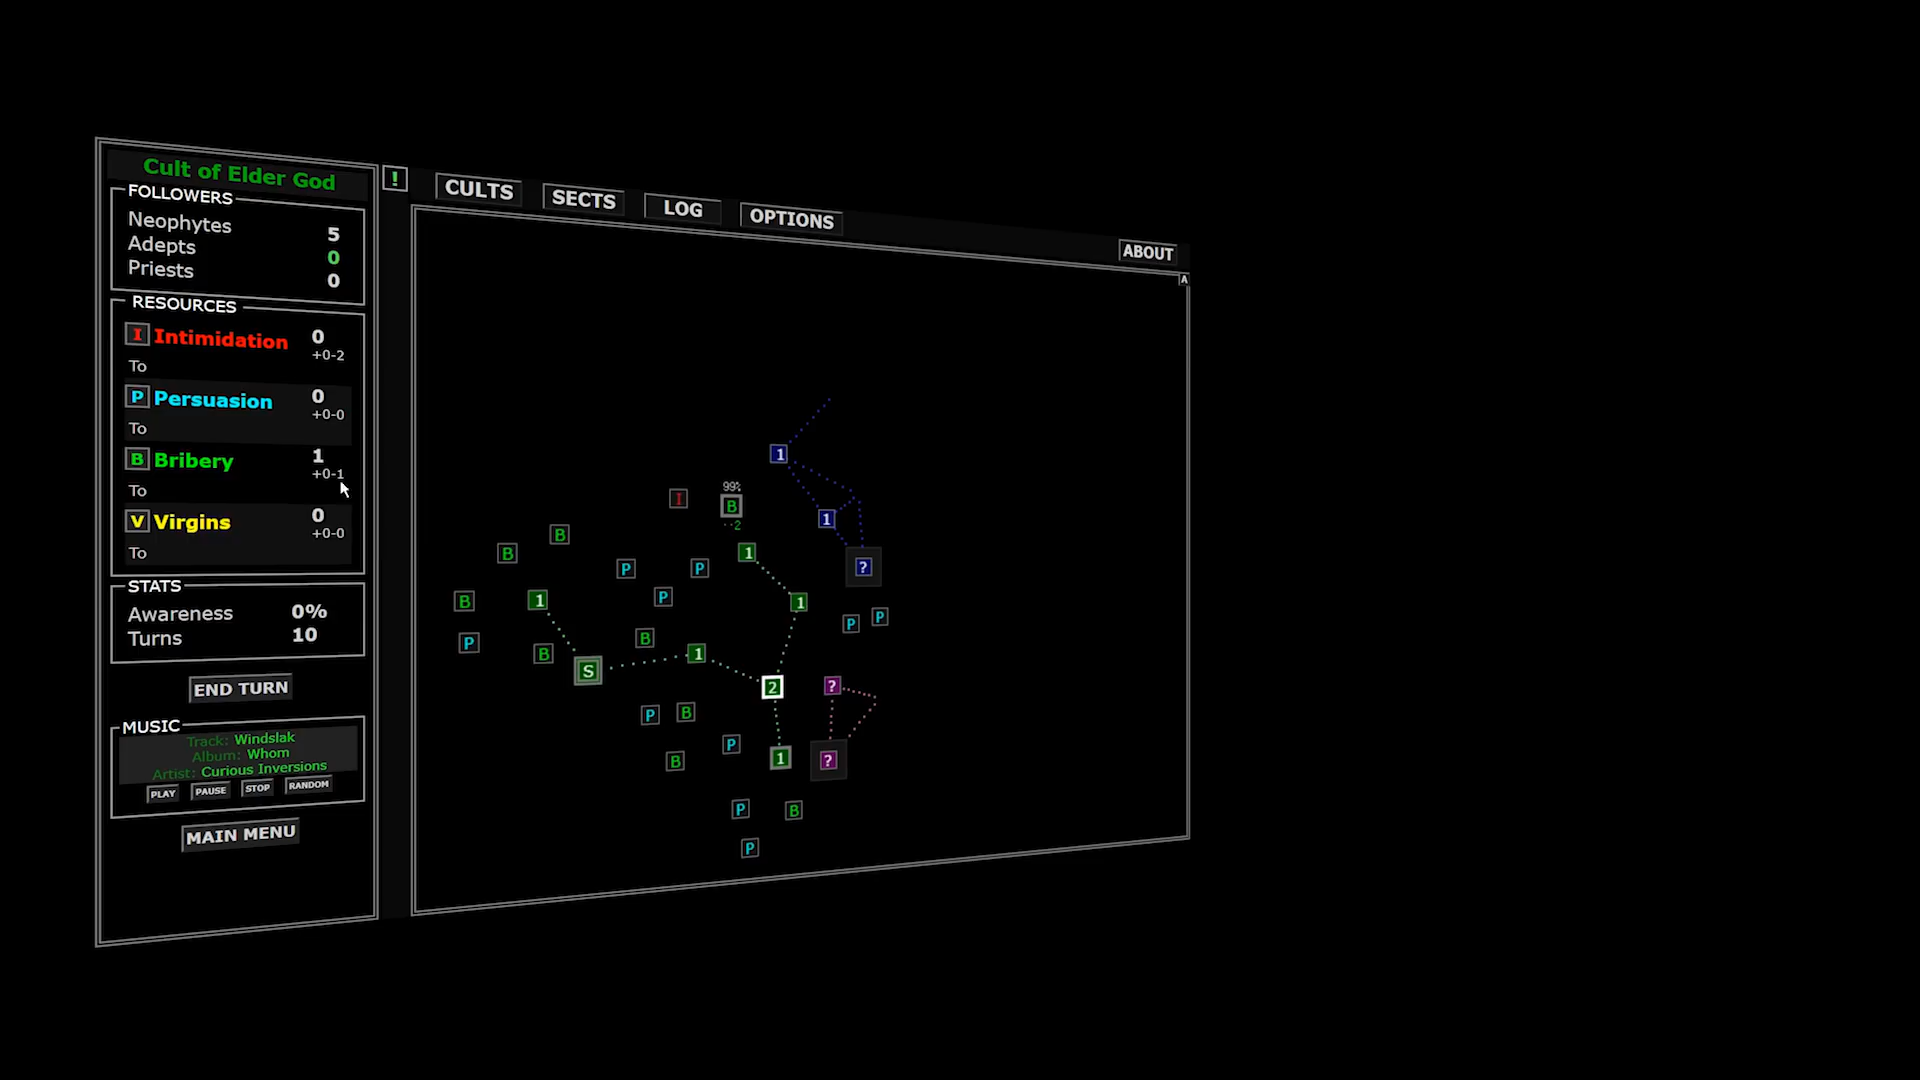 Cult of Elder God
FOLLOWERS
Neophytes 5
Adepts 0
Priests 0
RESOURCES
I Intimidation 0
+0-2
To
P Persuasion 0
+0-0
To
B Bribery 1
+0-1
To
V Virgins 0
+0-0
To
STATS
Awareness 0%
Turns 10
END TURN
MUSIC
Track: Windslak
Album: Whom
Artist: Curious Inversions
PLAY PAUSE STOP RANDOM
MAIN MENU
! CULTS SECTS LOG OPTIONS ABOUT
A
1
99%
I B
--2
1
B
B 1
P P ?
P
B 1 1
P P
B
P B 1
S
2 ?
P B
P
B 1 ?
P B
P